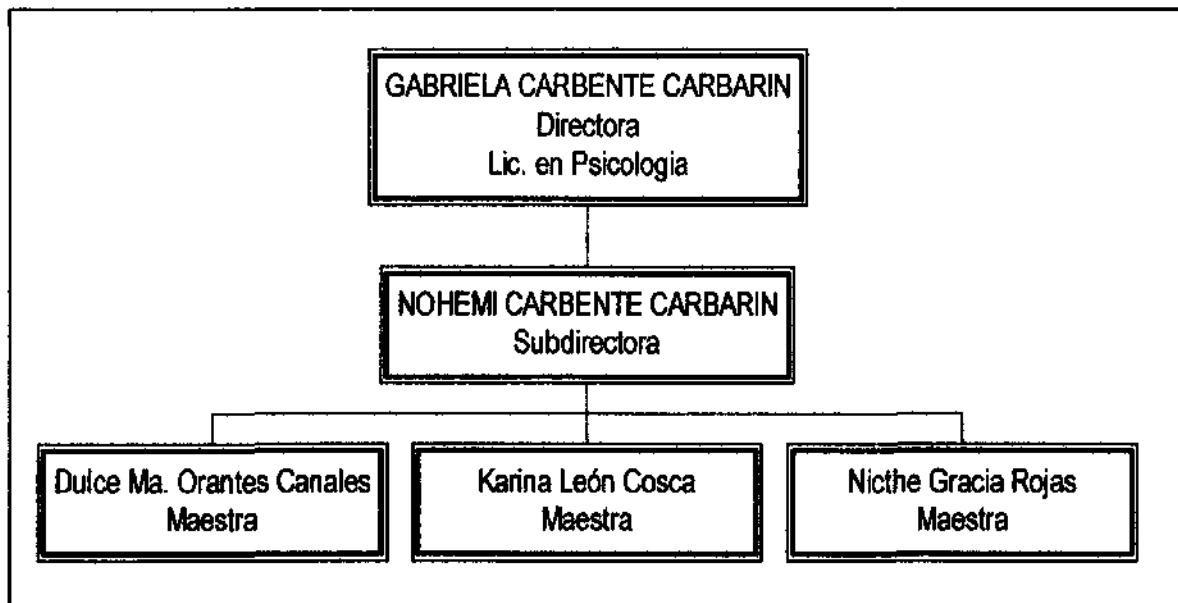 GABRIELA CARBENTE CARBARIN
Directora
Lic. en Psicologia
NOHEMI CARBENTE CARBARIN
Subdirectora
Dulce Ma. Orantes Canales
Maestra
Karina León Cosca
Maestra
Nicthe Gracia Rojas
Maestra